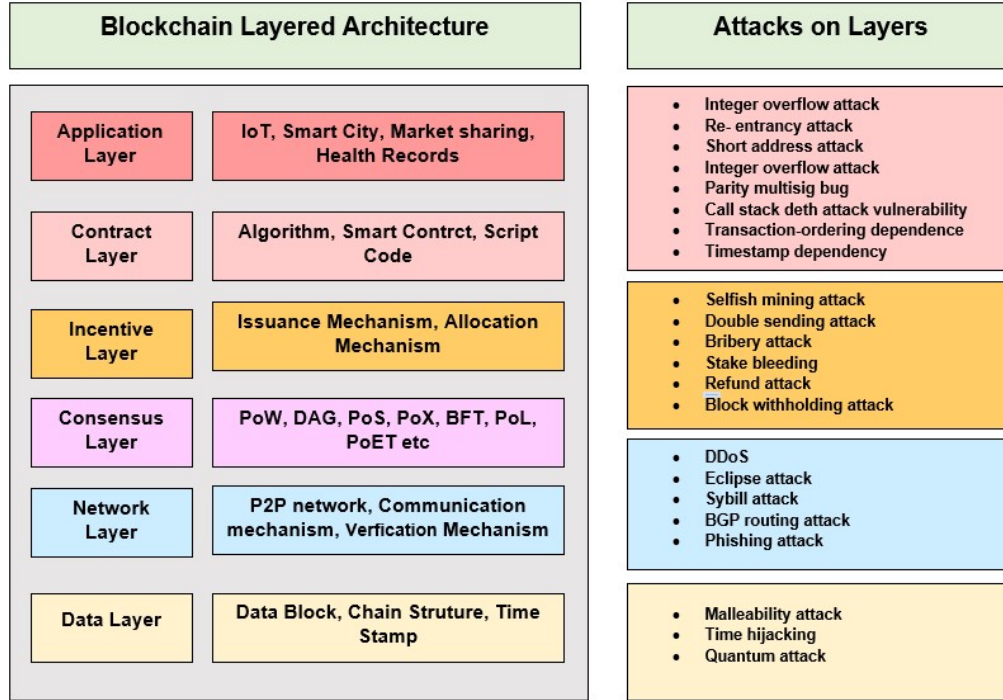 Blockchain Layered Architecture
Application
Layer
IoT, Smart City, Market sharing,
Health Records
Contract
Layer
Algorithm, Smart Contrct, Script
Code
Incentive
Layer
Issuance Mechanism, Allocation
Mechanism
Consensus
Layer
PoW, DAG, PoS, PoX, BFT, PoL,
PoET etc
Network
Layer
P2P network, Communication
mechanism, Verfication Mechanism
Data Layer
Data Block, Chain Struture, Time
Stamp
Attacks on Layers
• Integer overflow attack
• Re- entrancy attack
• Short address attack
• Integer overflow attack
• Parity multisig bug
• Call stack deth attack vulnerability
• Transaction-ordering dependence
• Timestamp dependency
• Selfish mining attack
• Double sending attack
• Bribery attack
• Stake bleeding
• Refund attack
• Block withholding attack
• DDoS
• Eclipse attack
• Sybill attack
• BGP routing attack
• Phishing attack
• Malleability attack
• Time hijacking
• Quantum attack